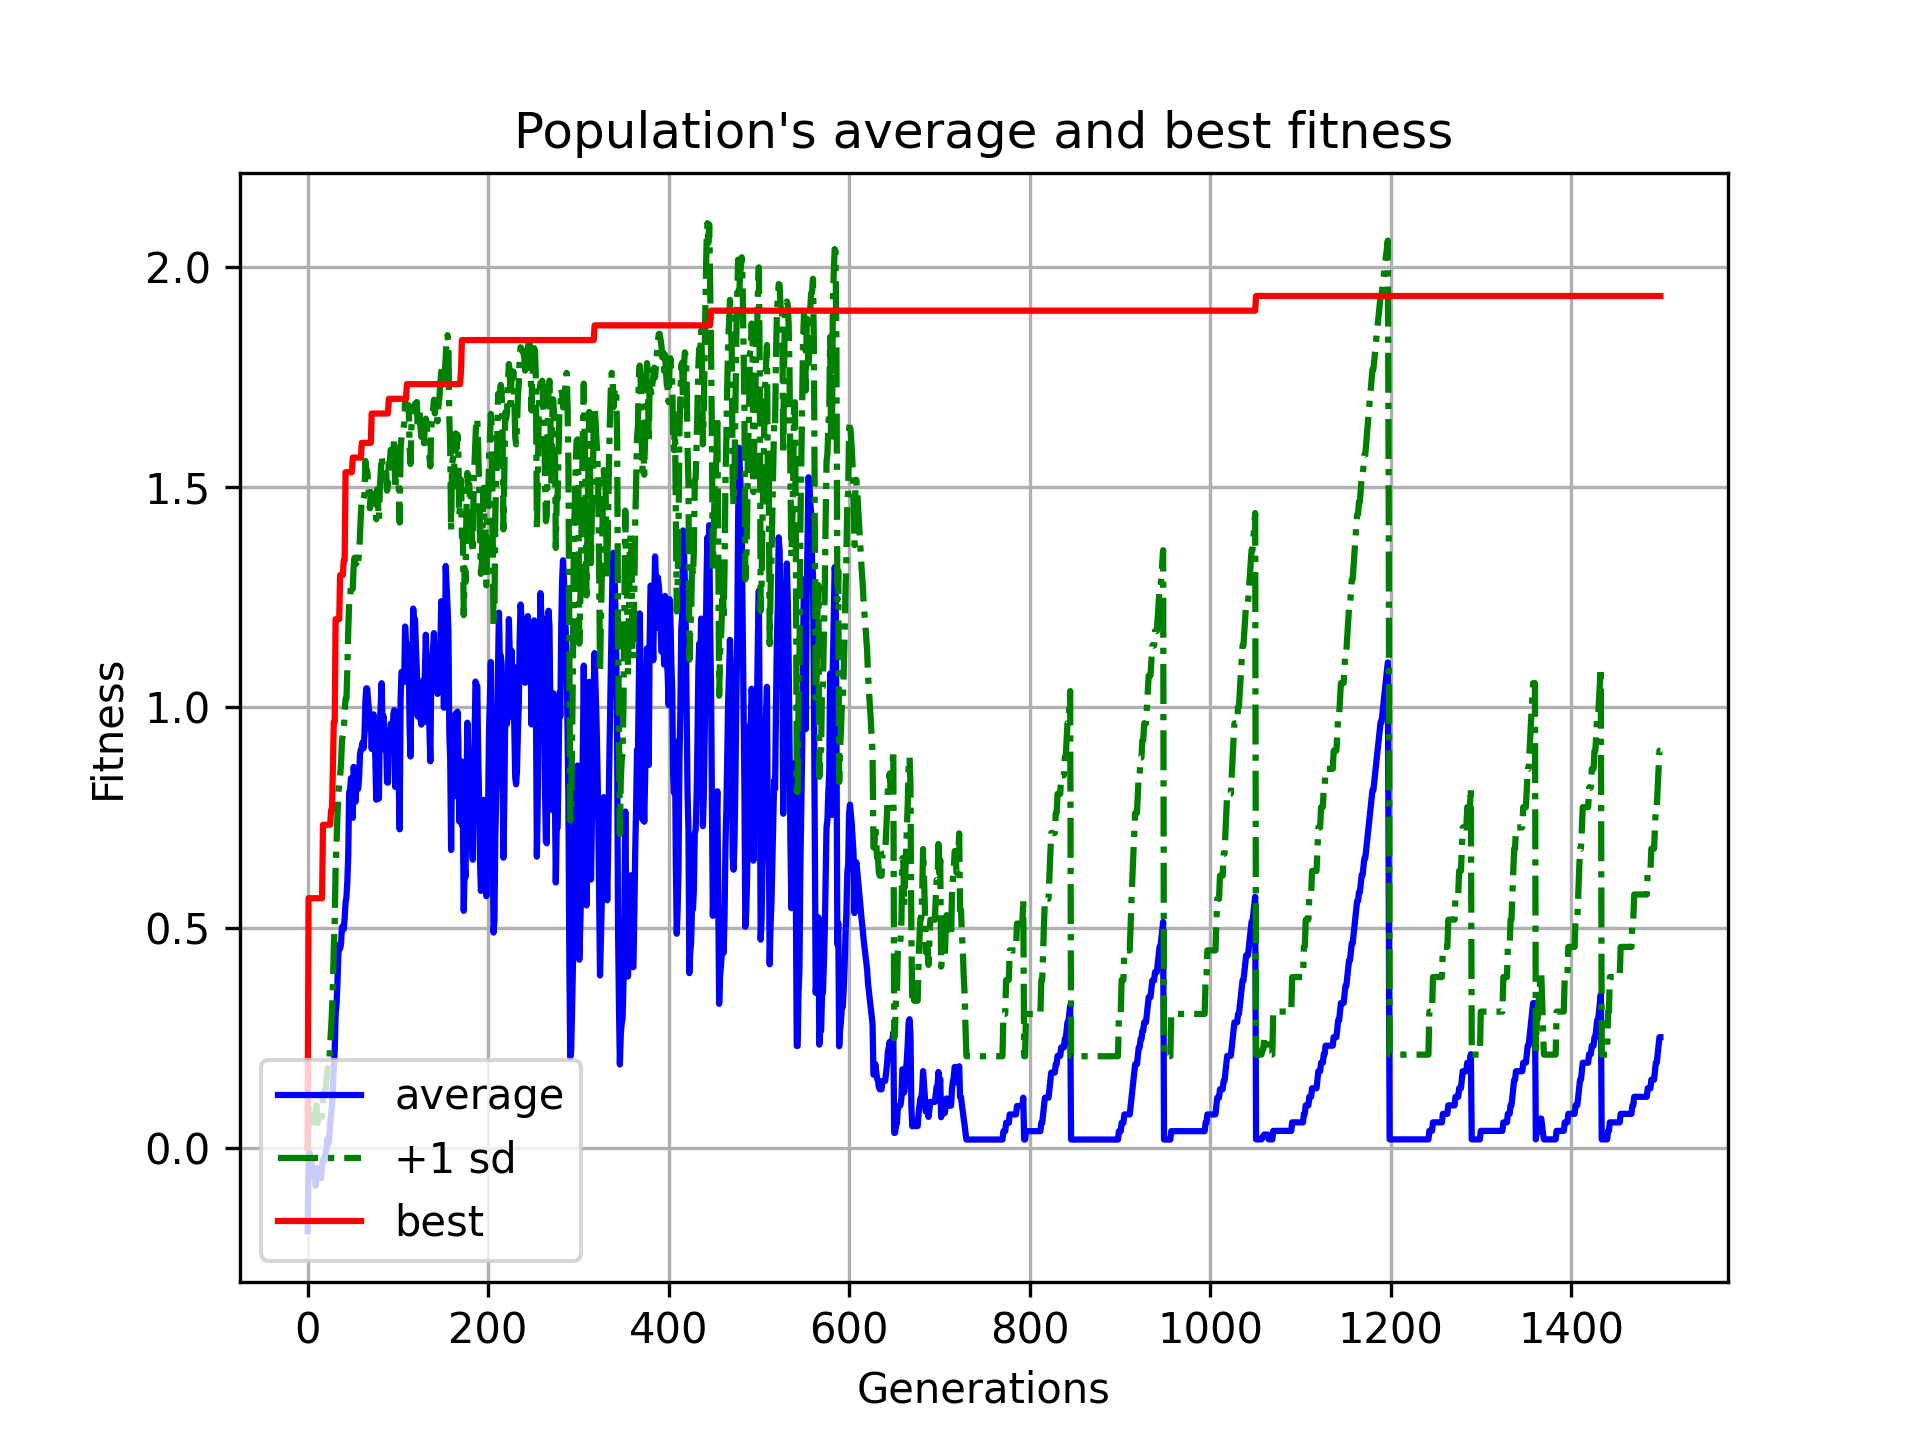 Population's average and best fitness
Fitness
2.0
1.5
1.0
0.5
0.0
average
+1 sd
best
0 200 400 600 800 1000 1200 1400
Generations